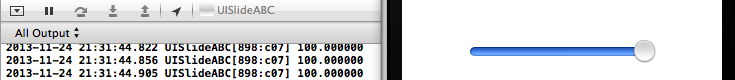 UISlideABC
All Output
2013-11-24 21:31:44.822 UISlideABC[898:c07] 100.000000
2013-11-24 21:31:44.856 UISlideABC[898:c07] 100.000000
2013-11-24 21:31:44.905 UISlideABC[898:c07] 100.000000